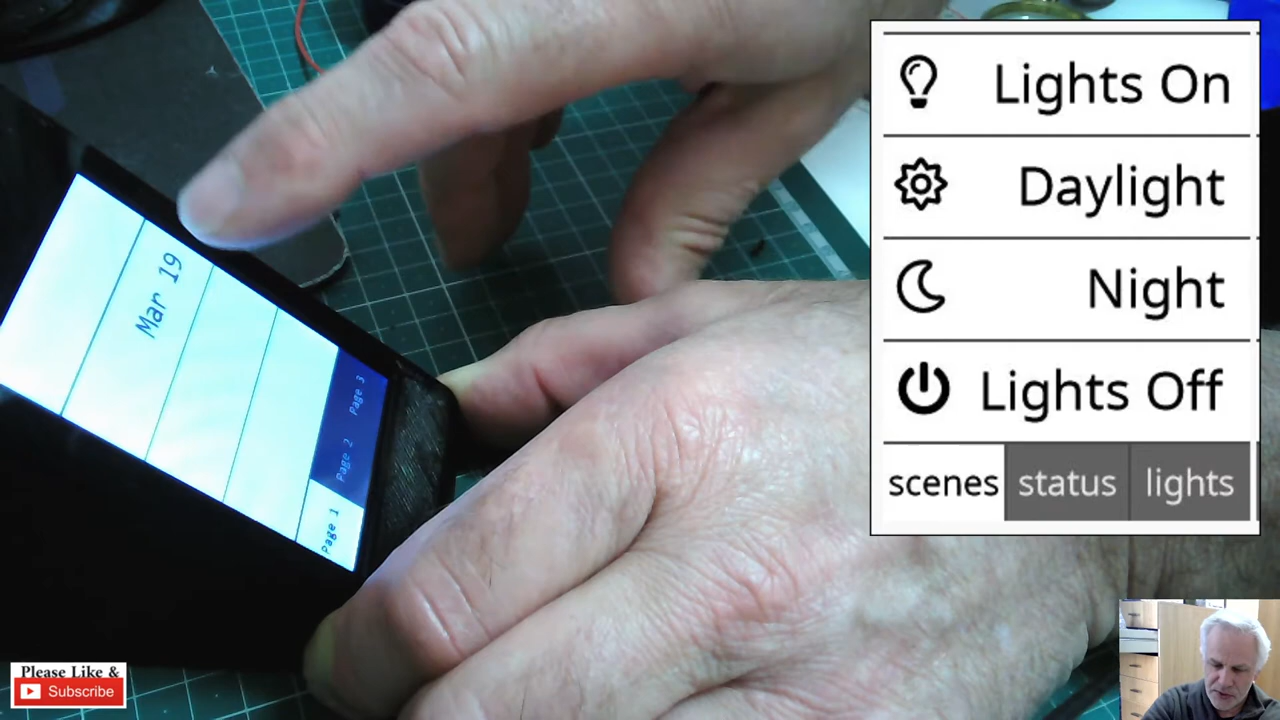 Lights On
Daylight
Night
Lights Off
scenes status lights
Mar 19
Page 1 Page 2 Page 3
Please Like &
Subscribe